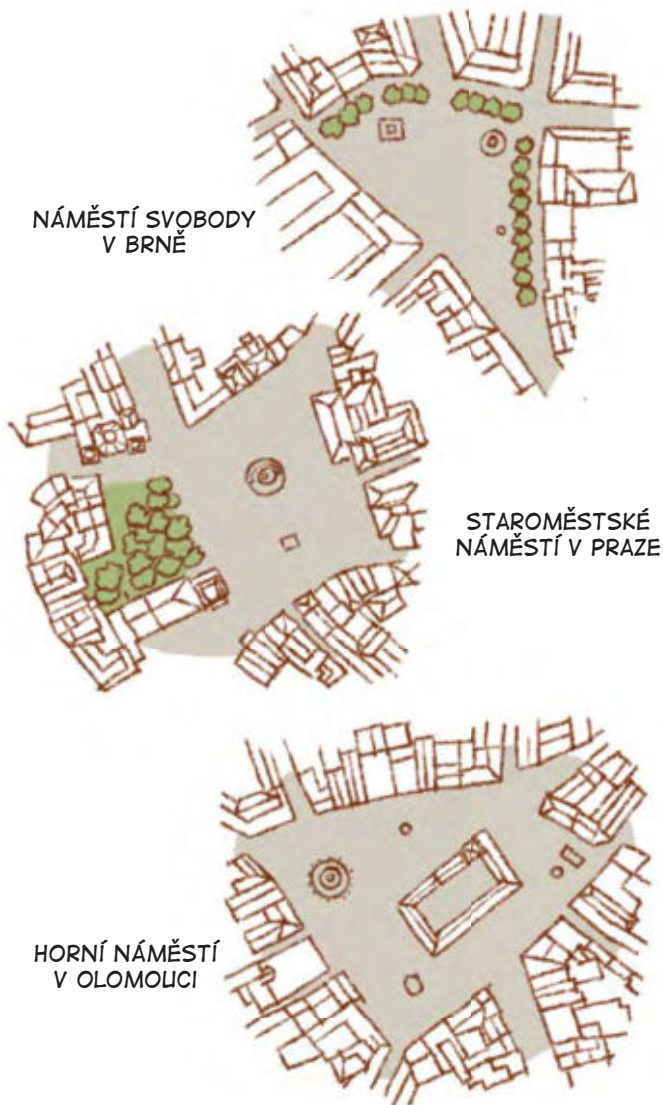 NÁMĚSTÍ SVOBODY
V BRNĚ
STAROMĚSTSKÉ
NÁMĚSTÍ V PRAZE
HORNÍ NÁMĚSTÍ
V OLOMOUCI